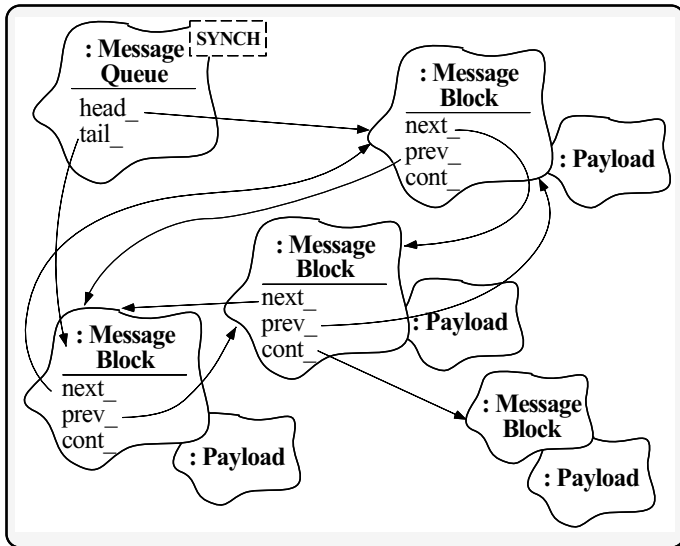 : Message
Queue
SYNCH
head_
tail_
: Message
Block
next_
prev_
cont_
: Payload
: Message
Block
next_
prev_
cont_
: Payload
: Message
Block
next_
prev_
cont_
: Payload
: Message
Block
: Payload